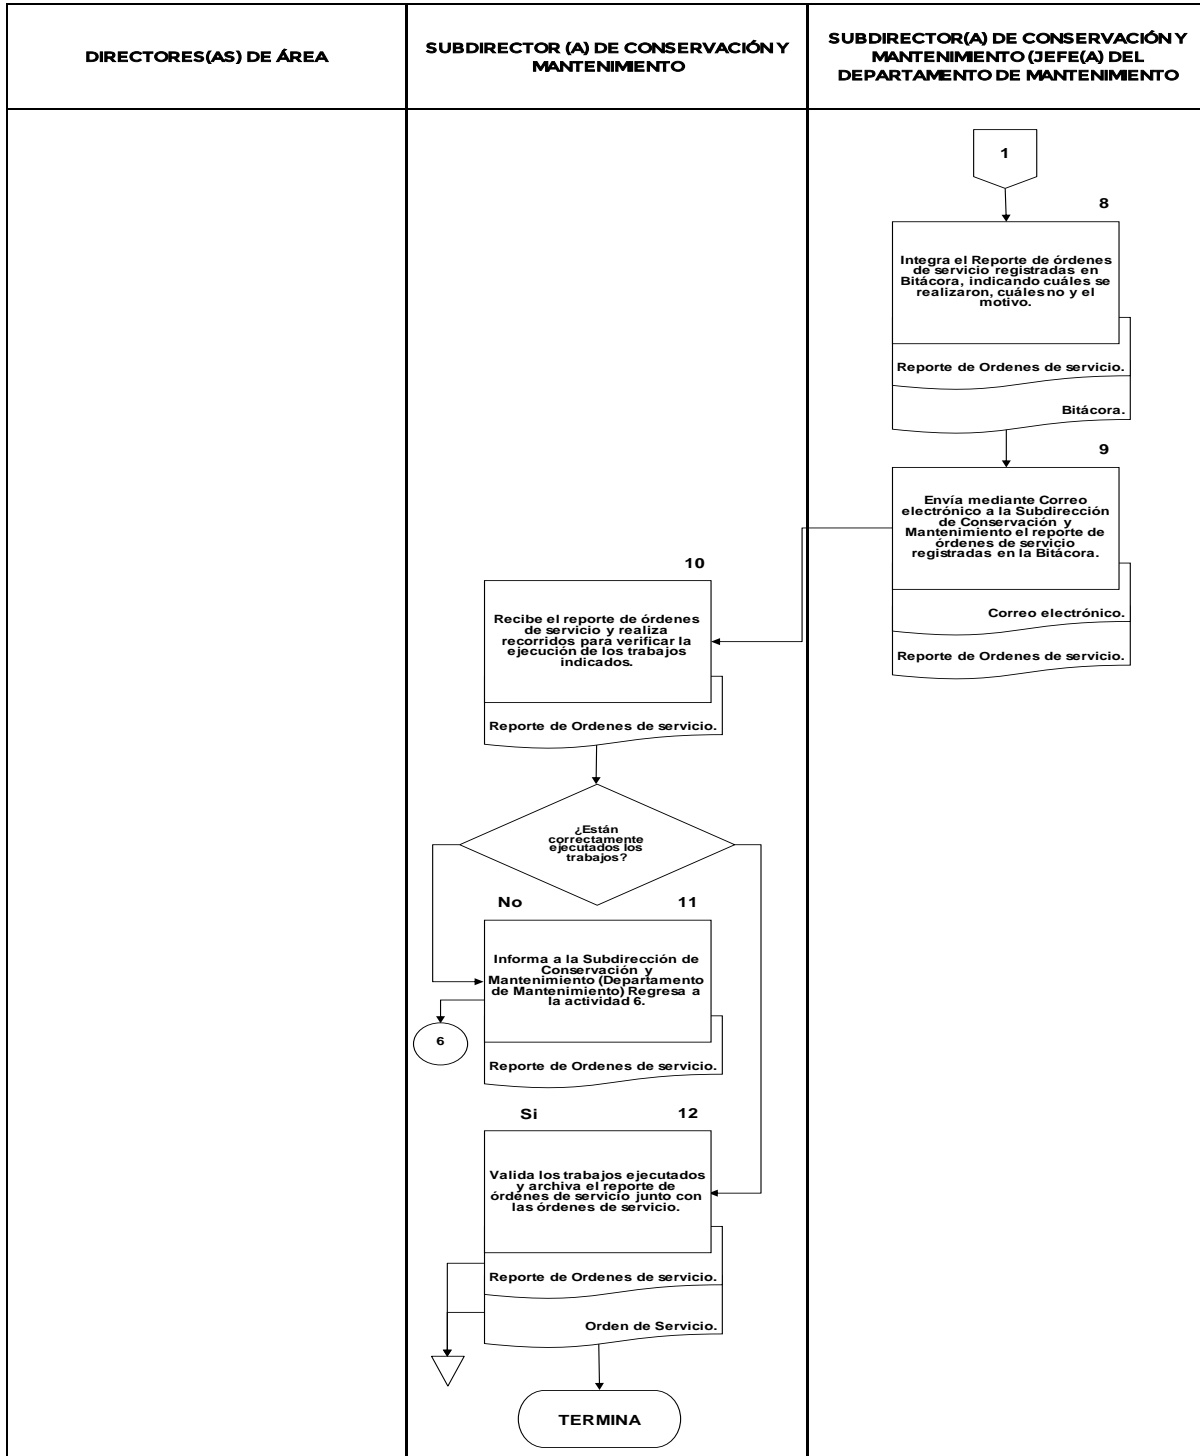 DIRECTORES(AS) DE ÁREA
SUBDIRECTOR (A) DE CONSERVACIÓN Y
MANTENIMIENTO
SUBDIRECTOR(A) DE CONSERVACIÓN Y
MANTENIMIENTO (JEFE(A) DEL
DEPARTAMENTO DE MANTENIMIENTO
1
8
Integra el Reporte de órdenes
de servicio registradas en
Bitácora, indicando cuáles se
realizaron, cuáles no y el
motivo.
Reporte de Ordenes de servicio.
Bitácora.
9
Envía mediante Correo
electrónico a la Subdirección
de Conservación y
Mantenimiento el reporte de
órdenes de servicio
registradas en la Bitácora.
Correo electrónico.
Reporte de Ordenes de servicio.
10
Recibe el reporte de órdenes
de servicio y realiza
recorridos para verificar la
ejecución de los trabajos
indicados.
Reporte de Ordenes de servicio.
¿Están
correctamente
ejecutados los
trabajos?
No
11
Informa a la Subdirección de
Conservación y
Mantenimiento (Departamento
de Mantenimiento) Regresa a
la actividad 6.
6
Reporte de Ordenes de servicio.
Si
12
Valida los trabajos ejecutados
y archiva el reporte de
órdenes de servicio junto con
las órdenes de servicio.
Reporte de Ordenes de servicio.
Orden de Servicio.
TERMINA